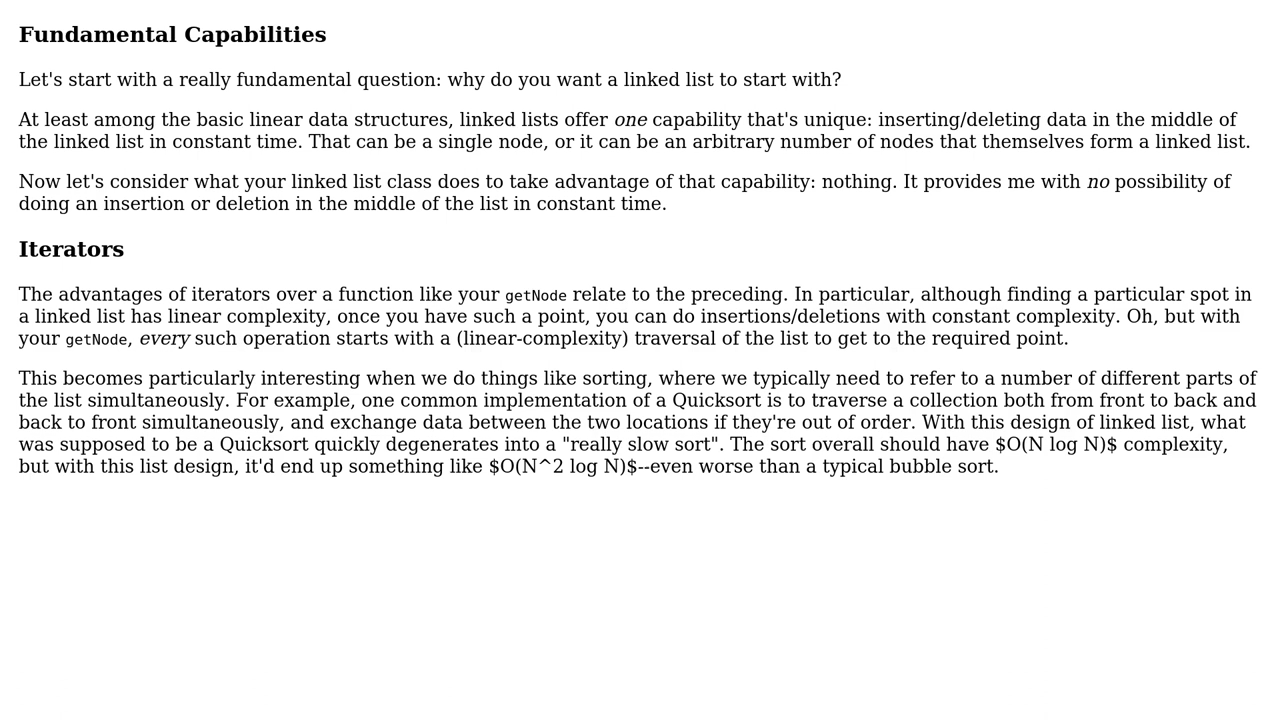 Fundamental Capabilities
Let's start with a really fundamental question: why do you want a linked list to start with?
At least among the basic linear data structures, linked lists offer one capability that's unique: inserting/deleting data in the middle of
the linked list in constant time. That can be a single node, or it can be an arbitrary number of nodes that themselves form a linked list.
Now let's consider what your linked list class does to take advantage of that capability: nothing. It provides me with no possibility of
doing an insertion or deletion in the middle of the list in constant time.
Iterators
The advantages of iterators over a function like your getNode relate to the preceding. In particular, although finding a particular spot in
a linked list has linear complexity, once you have such a point, you can do insertions/deletions with constant complexity. Oh, but with
your getNode, every such operation starts with a (linear-complexity) traversal of the list to get to the required point.
This becomes particularly interesting when we do things like sorting, where we typically need to refer to a number of different parts of
the list simultaneously. For example, one common implementation of a Quicksort is to traverse a collection both from front to back and
back to front simultaneously, and exchange data between the two locations if they're out of order. With this design of linked list, what
was supposed to be a Quicksort quickly degenerates into a "really slow sort". The sort overall should have $O(N log N)$ complexity,
but with this list design, it'd end up something like $O(N^2 log N)$--even worse than a typical bubble sort.